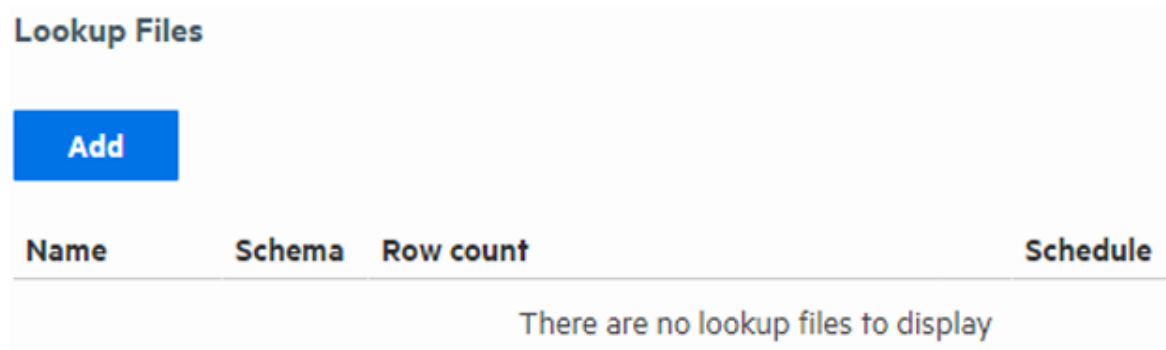 Lookup Files
Add
Name Schema Row count Schedule
There are no lookup files to display